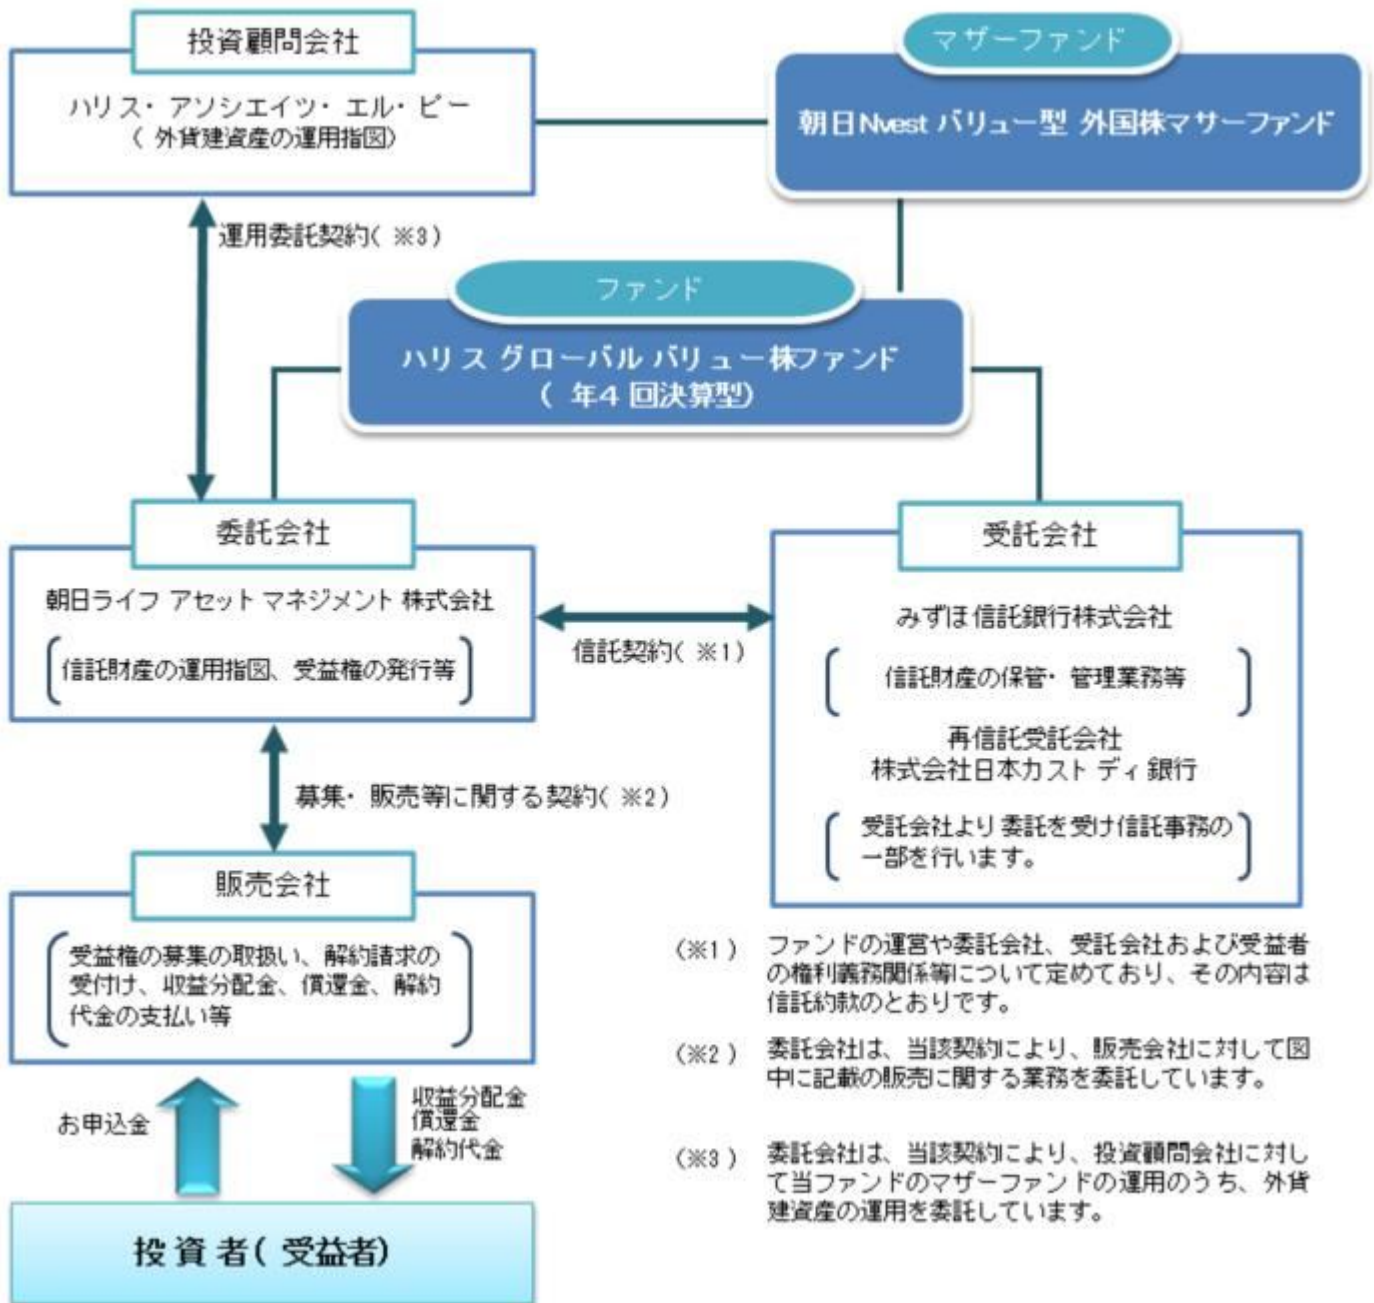 投資顧問会社
ハリス・アソシエイツ・エル・ピー
(外貨建資産の運用指図)
マザーファンド
朝日Nvest バリュー型 外国株マサーファンド
運用委託契約(※3)
ファンド
ハリス グローバル バリュー株ファンド
(年4回決算型)
委託会社
朝日ライフ アセット マネジメント 株式会社
信託財産の運用指図、受益権の発行等
信託契約(※1)
受託会社
みずほ信託銀行株式会社
信託財産の保管・管理業務等
再信託受託会社
株式会社日本カストディ銀行
受託会社より委託を受け信託事務の
一部を行います。
募集・販売等に関する契約(※2)
販売会社
受益権の募集の取扱い、解約請求の
受付け、収益分配金、償還金、解約
代金の支払い等
お申込金
収益分配金
償還金
解約代金
投資者(受益者)
(※1) ファンドの運営や委託会社、受託会社および受益者
の権利義務関係等について定めており、その内容は
信託約款のとおりです。
(※2) 委託会社は、当該契約により、販売会社に対して図
中に記載の販売に関する業務を委託しています。
(※3) 委託会社は、当該契約により、投資顧問会社に対し
て当ファンドのマザーファンドの運用のうち、外貨
建資産の運用を委託しています。